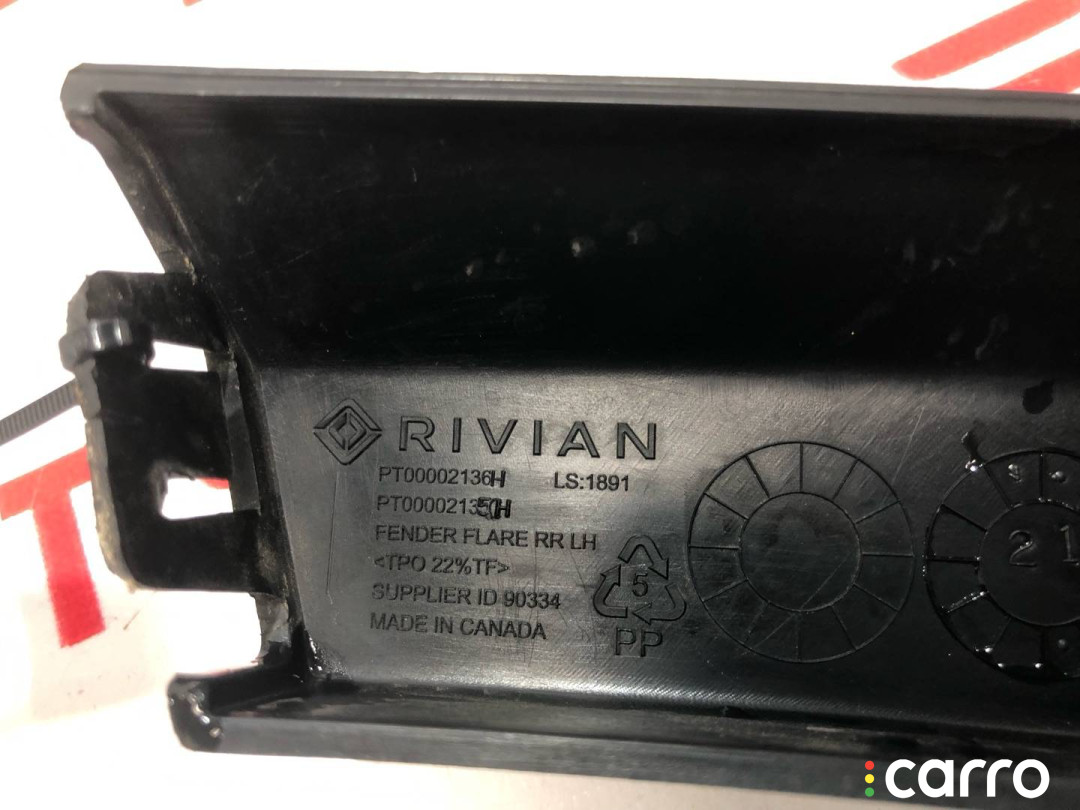 RIVIAN
PT00002136H LS:1891
FENDER FLARE RR LH
<TPO 22%TF>
SUPPLIER ID 90334
MADE IN CANADA
5
PP
21
carro